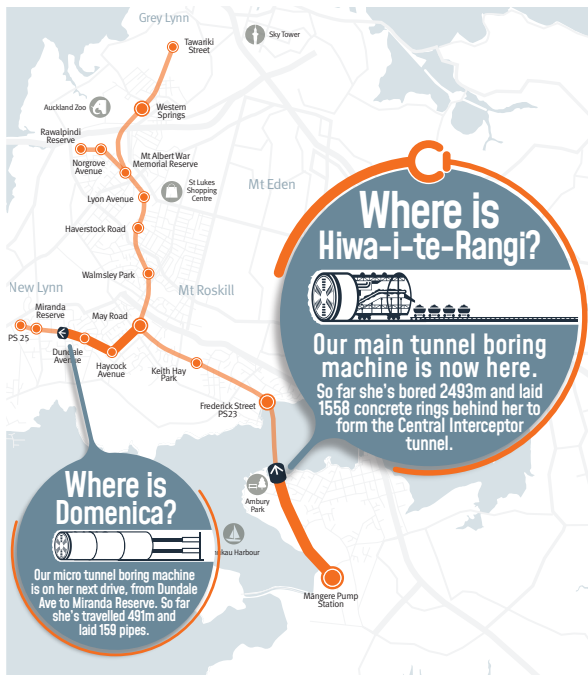 Grey Lynn
Tawariki
Street
Sky Tower
Auckland Zoo
Western
Springs
Rawalpindi
Reserve
Norgrove
Avenue
Mt Albert War
Memorial Reserve
Lyon Avenue
St Lukes
Shopping
Centre
Mt Eden
Haverstock Road
Walmsley Park
New Lynn
Mt Roskill
Miranda
Reserve
May Road
PS 25
Dundale
Avenue
Haycock
Avenue
Keith Hay
Park
Frederick Street
PS23
Where is
Hiwa-i-te-Rangi?
Our main tunnel boring
machine is now here.
So far she's bored 2493m and laid
1558 concrete rings behind her to
form the Central Interceptor
tunnel.
Ambury
Park
Where is
Domenica?
Our micro tunnel boring machine
is on her next drive, from Dundale
Ave to Miranda Reserve. So far
she's travelled 491m and
laid 159 pipes.
Harbour
Māngere Pump
Station